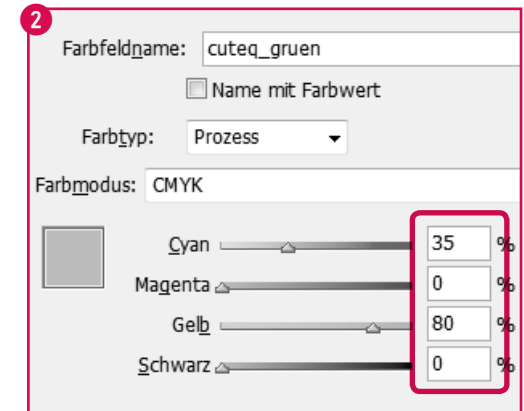 2
Farbfeldname: cuteq_gruen
Name mit Farbwert
Farbtyp: Prozess
Farbmodus: CMYK
Cyan 35 %
Magenta 0 %
Gelb 80 %
Schwarz 0 %